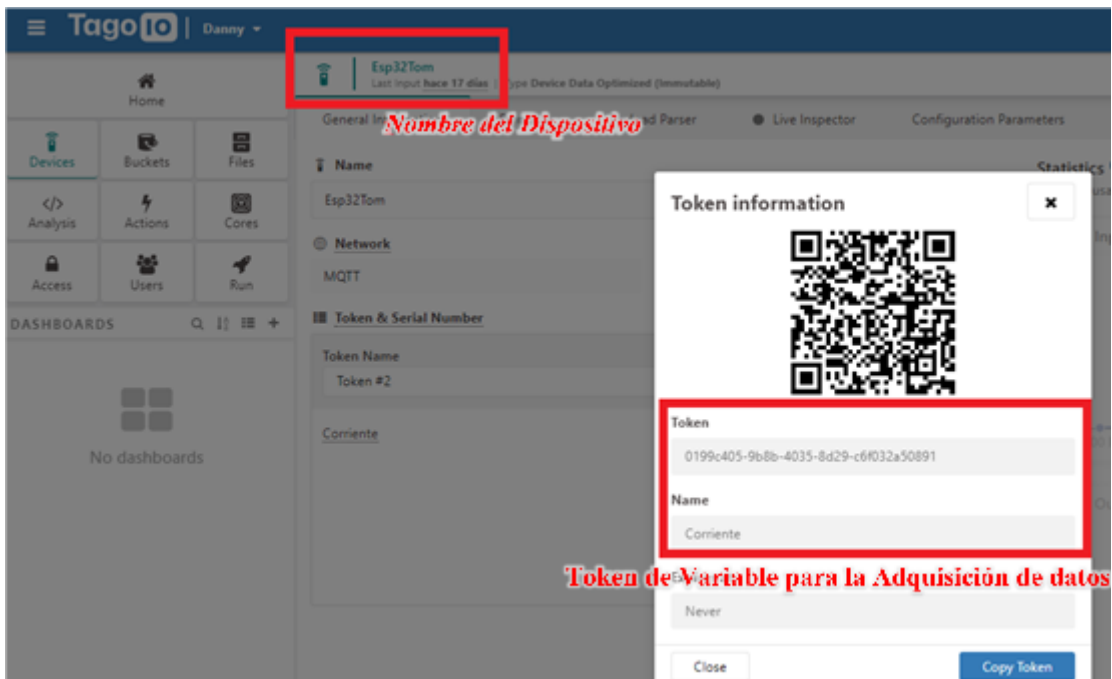 Tago IO | Danny
Esp32Tom
Last Input hace 17 días | Type Device Data Optimized (Immutable)
Home
Devices
Buckets
Files
Analysis
Actions
Cores
Access
Users
Run
DASHBOARDS
No dashboards
General
Nombre del Dispositivo
Parser
Live Inspector
Configuration Parameters
Name
Esp32Tom
Network
MQTT
Token & Serial Number
Token Name
Token #2
Corriente
Statistics
Token information
Token
0199c405-9b8b-4035-8d29-c6f032a50891
Name
Corriente
Token de Variable para la Adquisición de datos
Never
Close
Copy Token